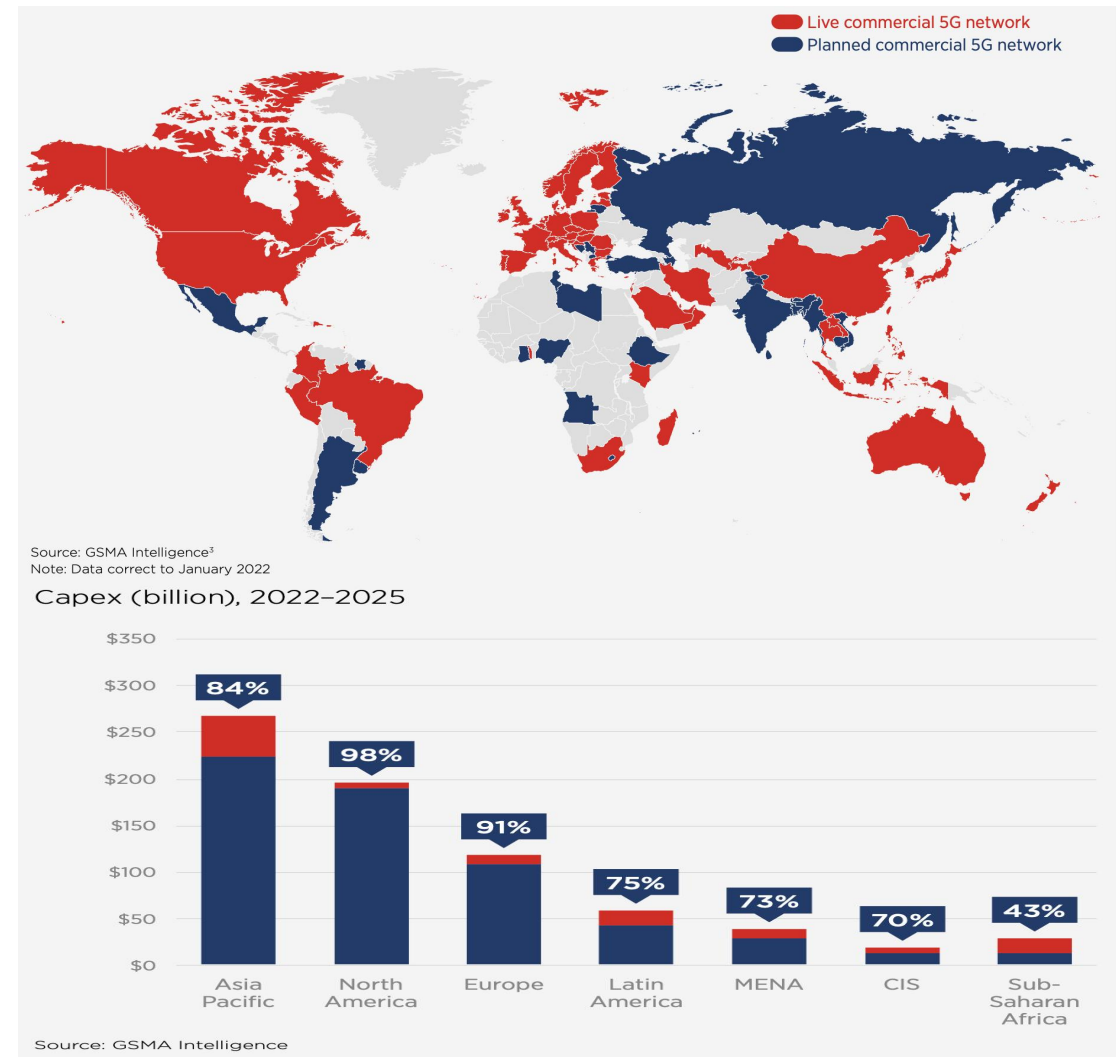 Live commercial 5G network
Planned commercial 5G network
Source: GSMA Intelligence³
Note: Data correct to January 2022
Capex (billion), 2022–2025
$350
$300
$250
$200
$150
$100
$50
$0
84%
98%
91%
75%
73%
70%
43%
Asia
Pacific
North
America
Europe
Latin
America
MENA
CIS
Sub-
Saharan
Africa
Source: GSMA Intelligence